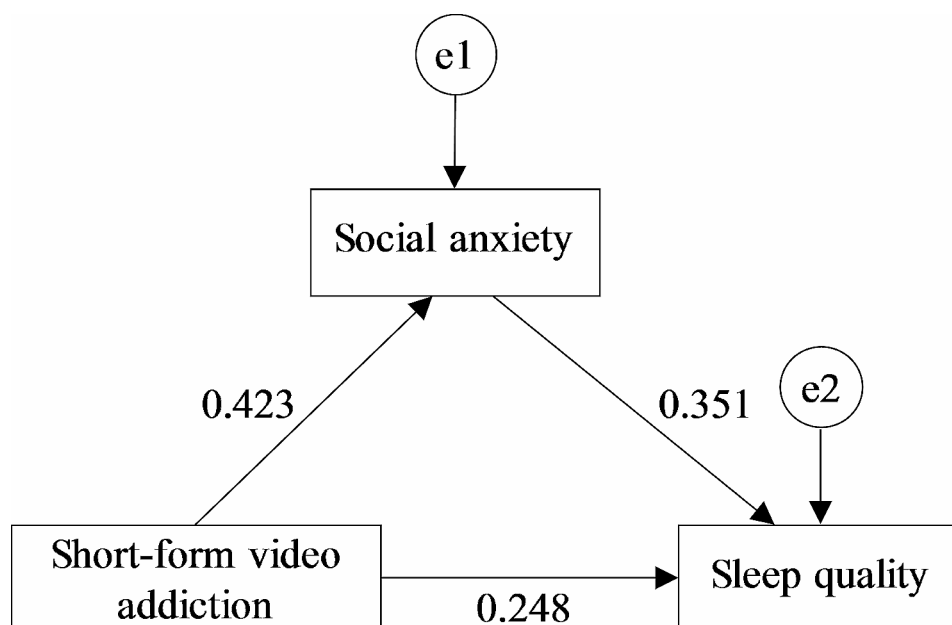 e1
Social anxiety
0.423
0.351
e2
Short-form video
addiction
0.248
Sleep quality